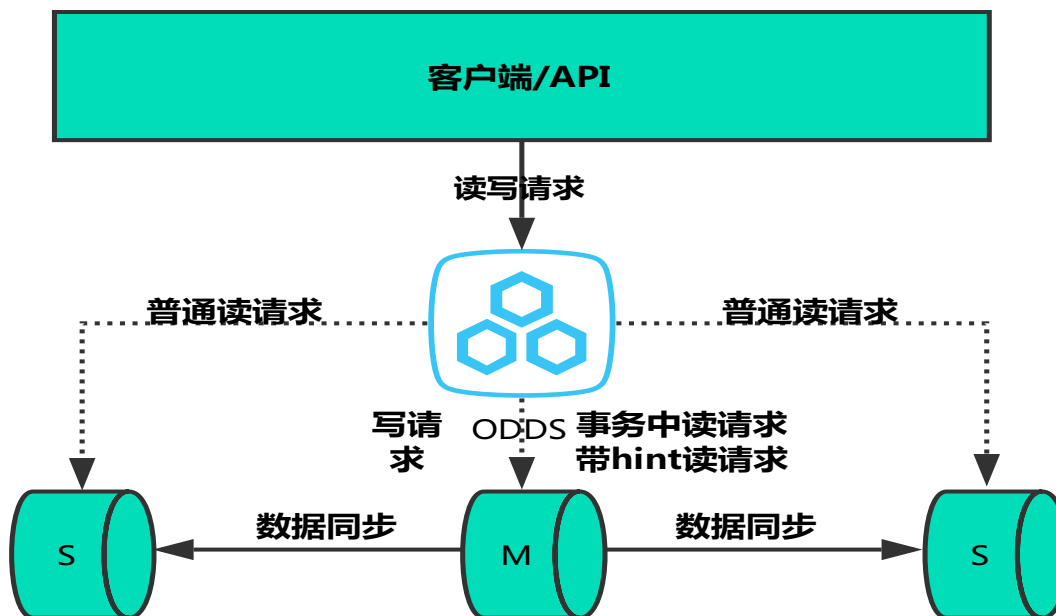 客户端/API
读写请求
普通读请求
普通读请求
写请
求
ODDS
事务中读请求
带hint读请求
数据同步
数据同步
S
M
S